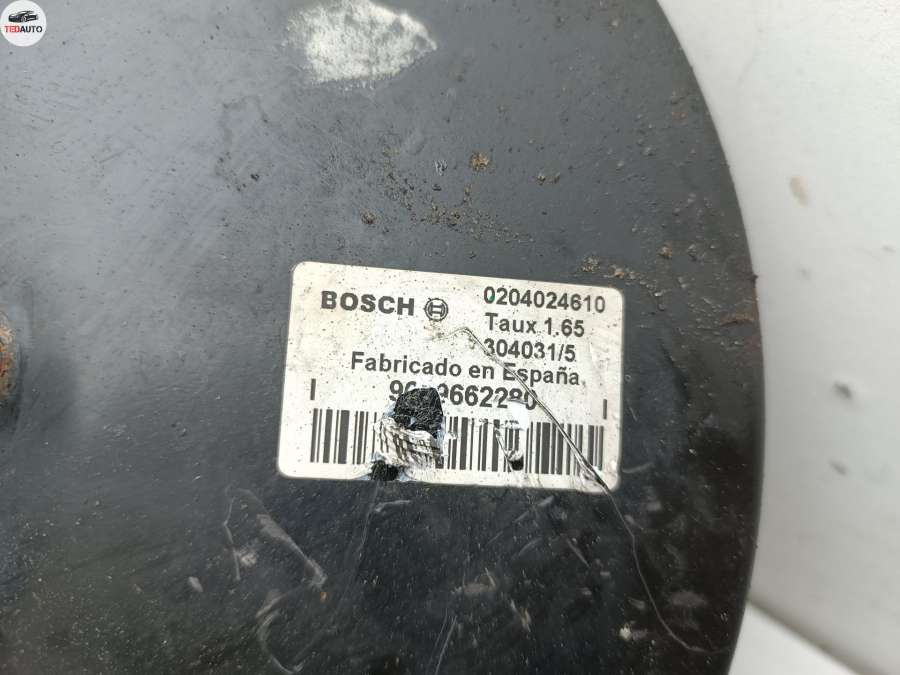 TEDAUTO
BOSCH
0204024610
Taux 1.65
304031/5
Fabricado en España